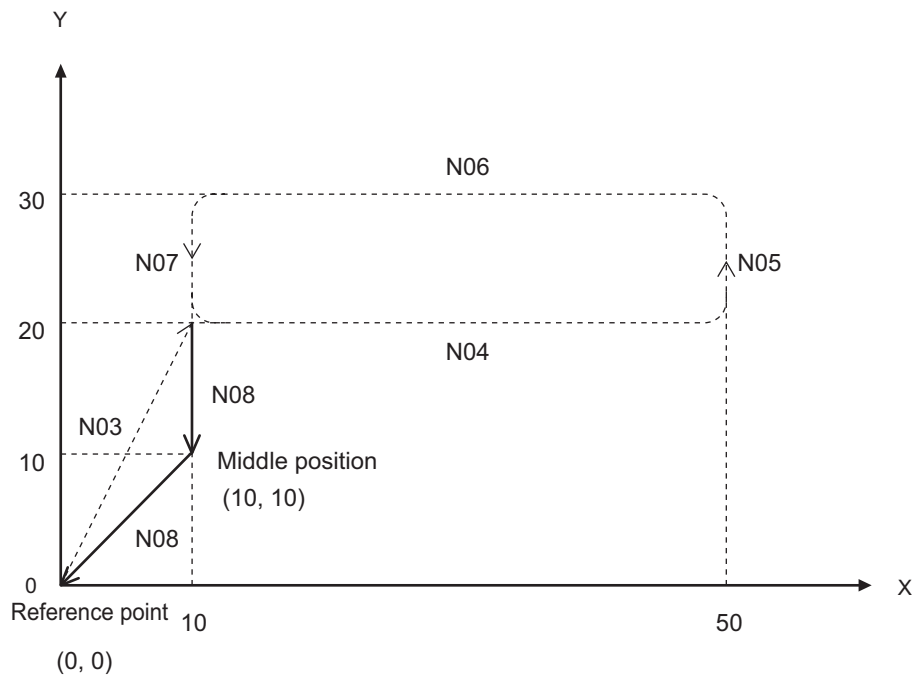 Y
N06
30
N07
N05
20
N04
N08
N03
10
Middle position
(10, 10)
N08
0
X
Reference point
10
50
(0, 0)